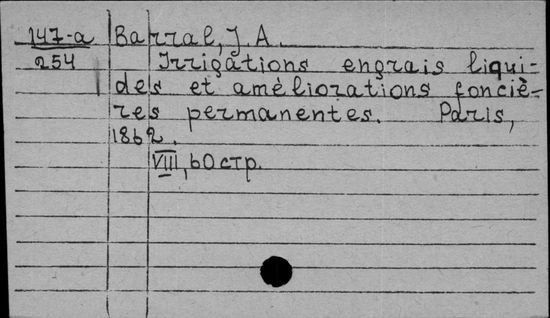 147-a Barral, J. A.
254 Irrigations engrais liqui-
des et améliorations fonciè-
res permanentes. Paris,
1862.
VIII, 60 стр.